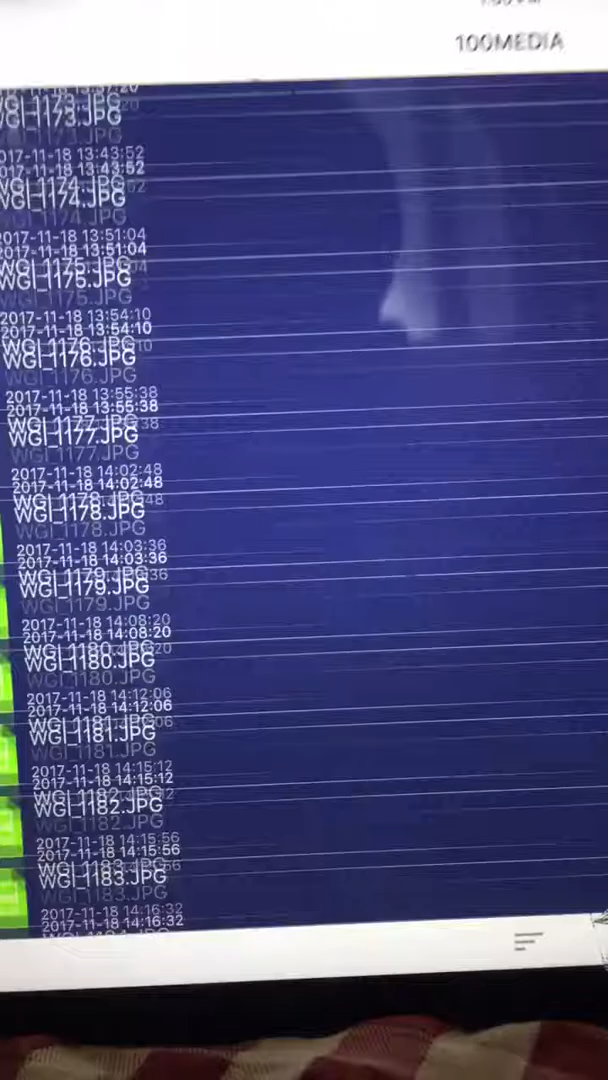 100MEDIA
WGI_1173.JPG
2017-11-18 13:43:52
WGI_1174.JPG
2017-11-18 13:51:04
WGI_1175.JPG
2017-11-18 13:54:10
WGI_1176.JPG
2017-11-18 13:55:38
WGI_1177.JPG
2017-11-18 14:02:48
WGI_1178.JPG
2017-11-18 14:03:36
WGI_1179.JPG
2017-11-18 14:08:20
WGI_1180.JPG
2017-11-18 14:12:06
WGI_1181.JPG
2017-11-18 14:15:12
WGI_1182.JPG
2017-11-18 14:15:56
WGI_1183.JPG
2017-11-18 14:16:32